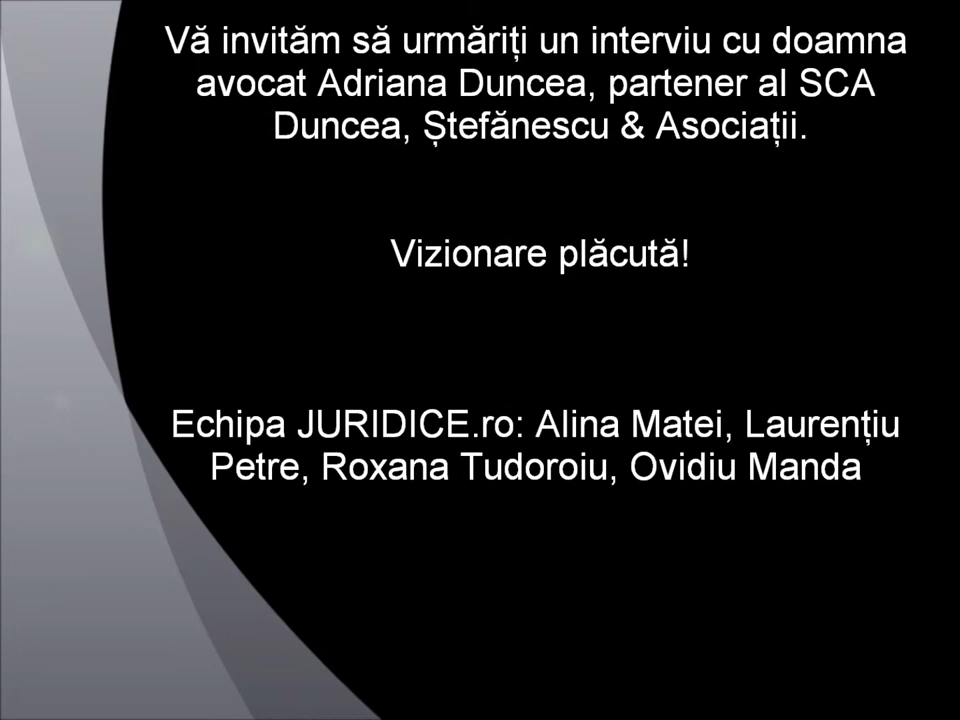 Vă invităm să urmăriți un interviu cu doamna
avocat Adriana Duncea, partener al SCA
Duncea, Ștefănescu & Asociații.
Vizionare plăcută!
Echipa JURIDICE.ro: Alina Matei, Laurențiu
Petre, Roxana Tudoroiu, Ovidiu Manda